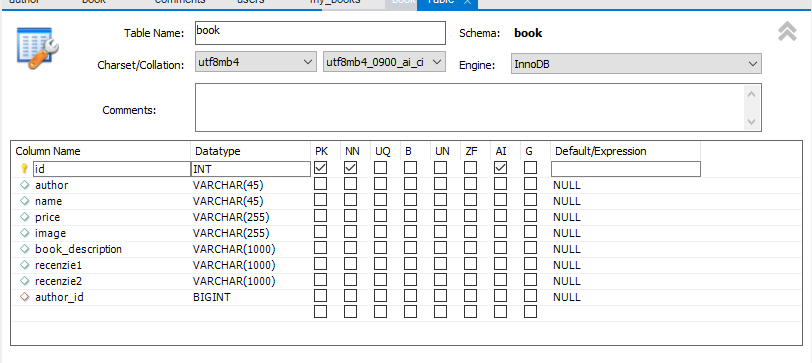 author book comments users my_books book Table ×
Table Name: book Schema: book
Charset/Collation: utf8mb4 utf8mb4_0900_ai_ci Engine: InnoDB
Comments:
Column Name Datatype PK NN UQ B UN ZF AI G Default/Expression
id INT
author VARCHAR(45) NULL
name VARCHAR(45) NULL
price VARCHAR(255) NULL
image VARCHAR(255) NULL
book_description VARCHAR(1000) NULL
recenzie1 VARCHAR(1000) NULL
recenzie2 VARCHAR(1000) NULL
author_id BIGINT NULL